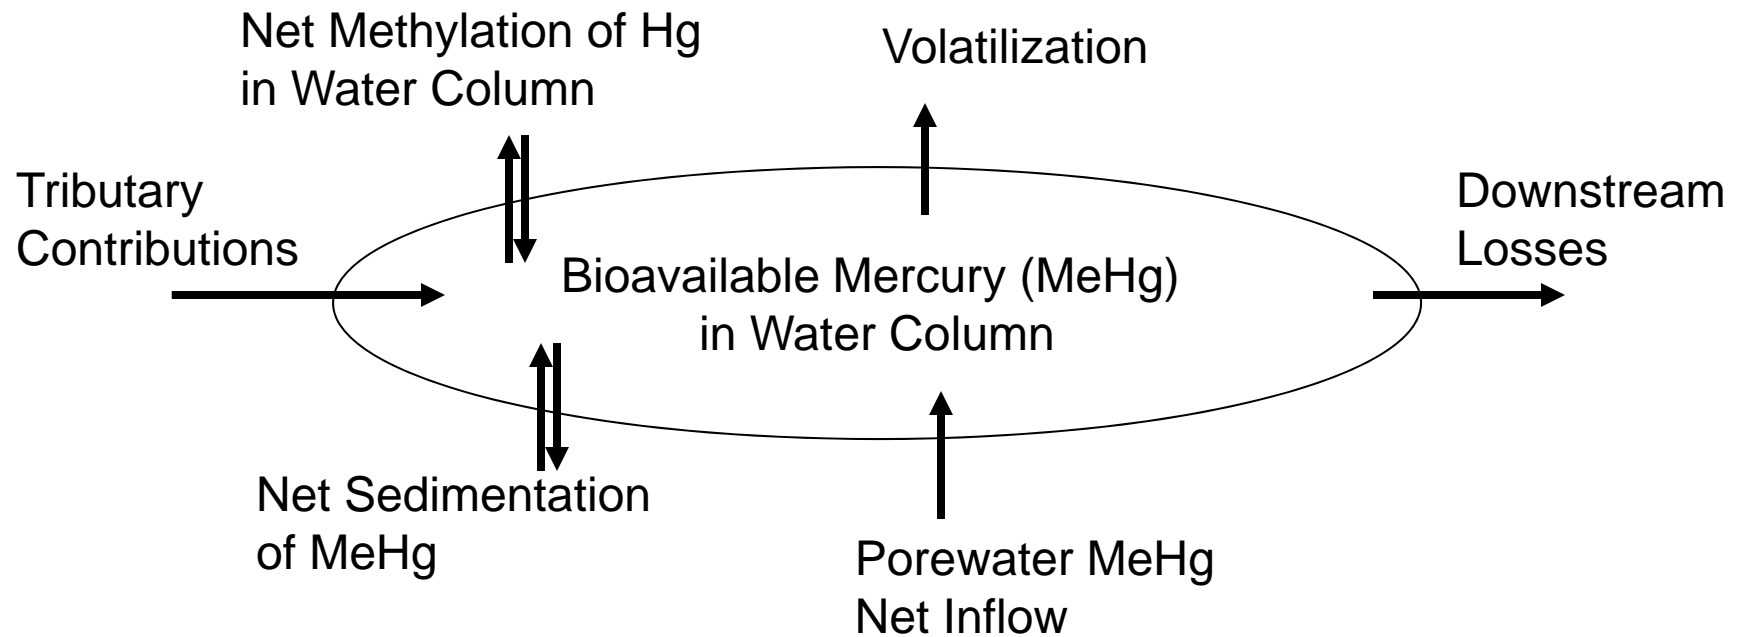 Net Methylation of Hg
in Water Column
Volatilization
Tributary
Contributions
Downstream
Losses
Bioavailable Mercury (MeHg)
in Water Column
Net Sedimentation
of MeHg
Porewater MeHg
Net Inflow